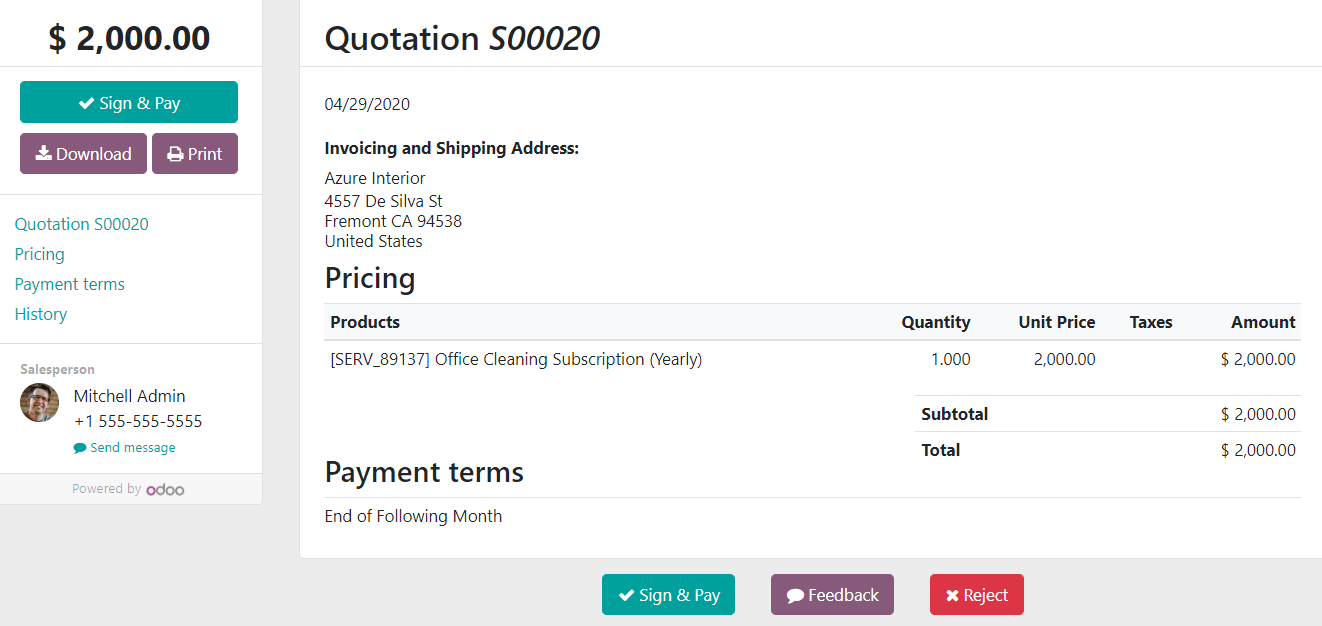 $ 2,000.00
Sign & Pay
Download Print
Quotation S00020
Pricing
Payment terms
History
Salesperson
Mitchell Admin
+1 555-555-5555
Send message
Powered by odoo
Quotation S00020
04/29/2020
Invoicing and Shipping Address:
Azure Interior
4557 De Silva St
Fremont CA 94538
United States
Pricing
Products Quantity Unit Price Taxes Amount
[SERV_89137] Office Cleaning Subscription (Yearly) 1.000 2,000.00 $ 2,000.00
Subtotal $ 2,000.00
Total $ 2,000.00
Payment terms
End of Following Month
Sign & Pay Feedback Reject